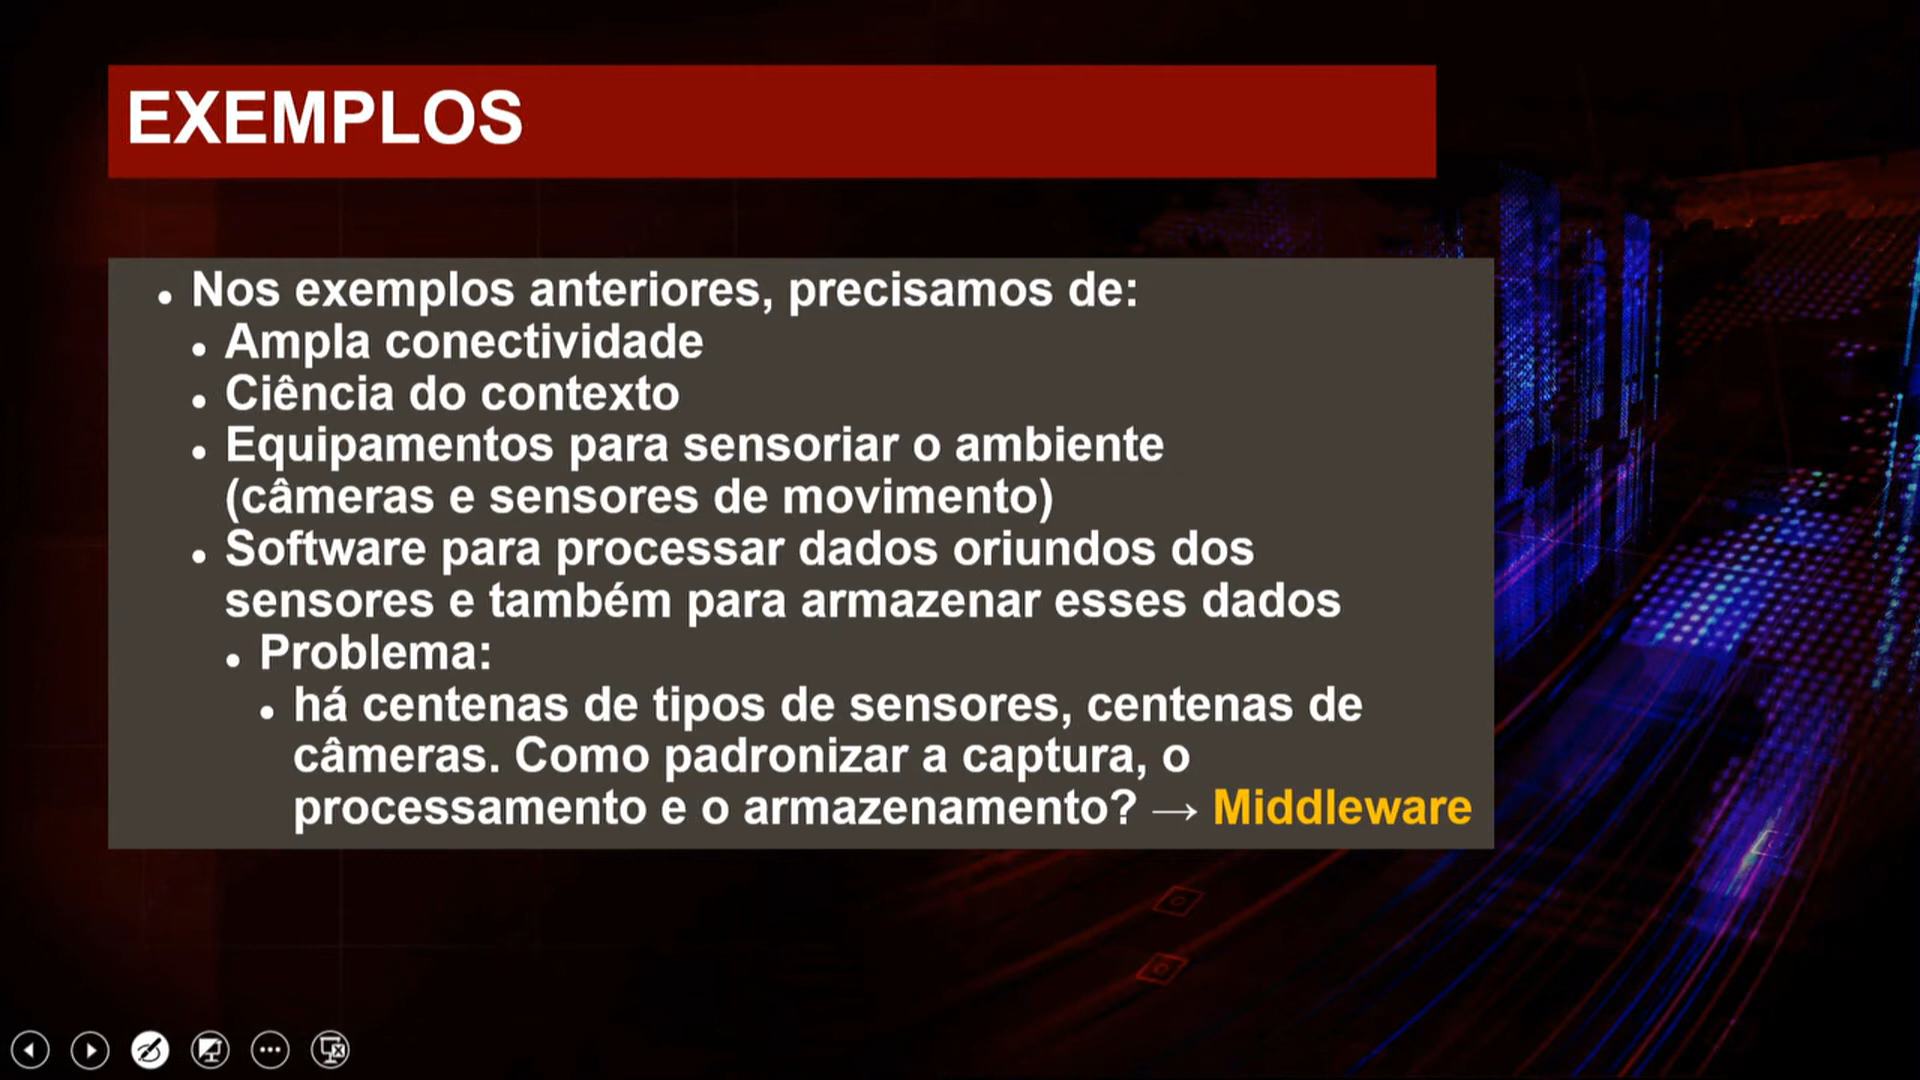 EXEMPLOS
• Nos exemplos anteriores, precisamos de:
• Ampla conectividade
• Ciência do contexto
• Equipamentos para sensoriar o ambiente
(câmeras e sensores de movimento)
• Software para processar dados oriundos dos
sensores e também para armazenar esses dados
• Problema:
• há centenas de tipos de sensores, centenas de
câmeras. Como padronizar a captura, o
processamento e o armazenamento? → Middleware